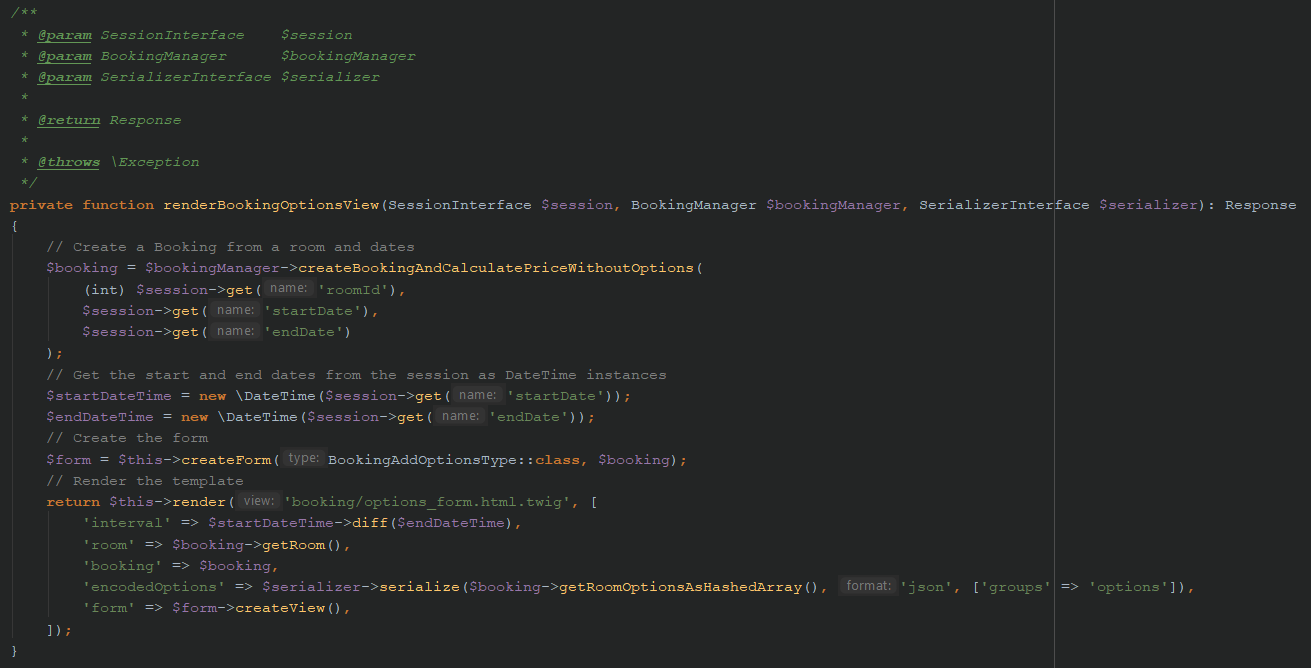 /**
 * @param SessionInterface    $session
 * @param BookingManager      $bookingManager
 * @param SerializerInterface $serializer
 *
 * @return Response
 *
 * @throws \Exception
 */
private function renderBookingOptionsView(SessionInterface $session, BookingManager $bookingManager, SerializerInterface $serializer): Response
{
    // Create a Booking from a room and dates
    $booking = $bookingManager->createBookingAndCalculatePriceWithoutOptions(
        (int) $session->get( name: 'roomId'),
        $session->get( name: 'startDate'),
        $session->get( name: 'endDate')
    );
    // Get the start and end dates from the session as DateTime instances
    $startDateTime = new \DateTime($session->get( name: 'startDate'));
    $endDateTime = new \DateTime($session->get( name: 'endDate'));
    // Create the form
    $form = $this->createForm( type: BookingAddOptionsType::class, $booking);
    // Render the template
    return $this->render( view: 'booking/options_form.html.twig', [
        'interval' => $startDateTime->diff($endDateTime),
        'room' => $booking->getRoom(),
        'booking' => $booking,
        'encodedOptions' => $serializer->serialize($booking->getRoomOptionsAsHashedArray(), format: 'json', ['groups' => 'options']),
        'form' => $form->createView(),
    ]);
}